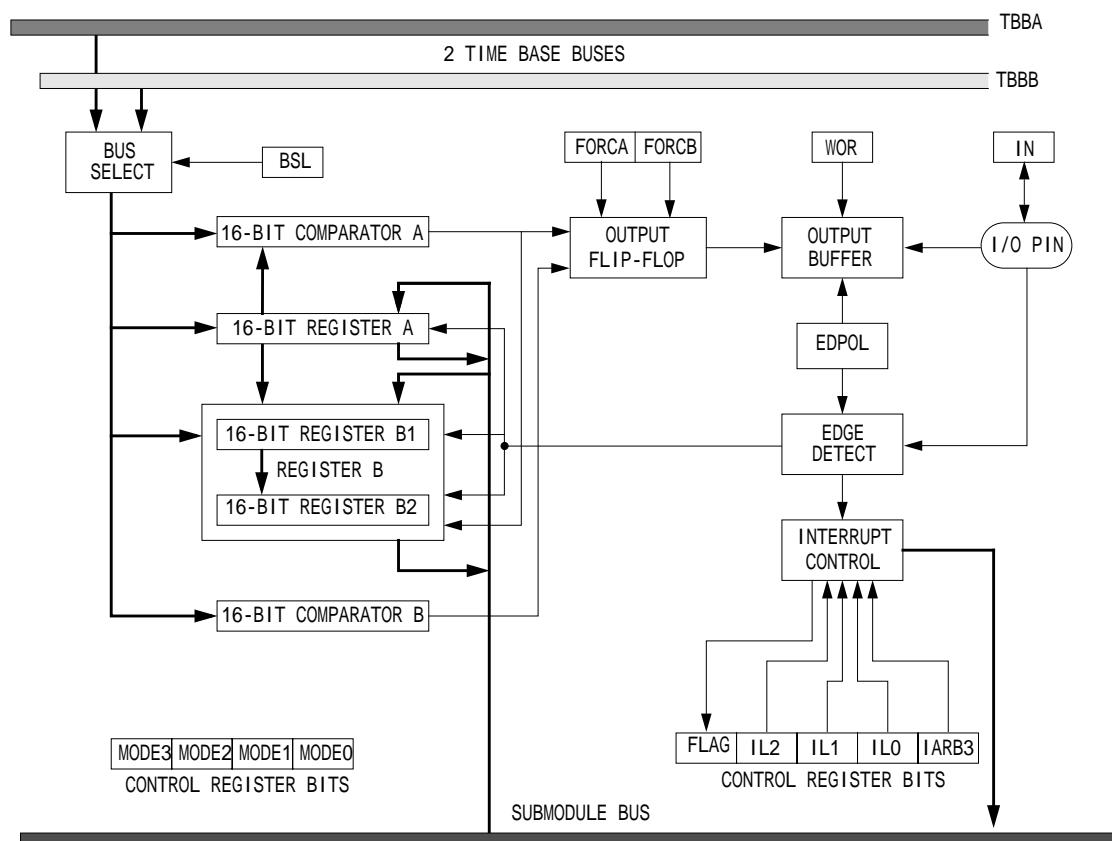 TBBA
2 TIME BASE BUSES
TBBB
BUS
SELECT
BSL
FORCA FORCB
WOR
IN
16-BIT COMPARATOR A
OUTPUT
FLIP-FLOP
OUTPUT
BUFFER
I/O PIN
16-BIT REGISTER A
EDPOL
16-BIT REGISTER B1
REGISTER B
16-BIT REGISTER B2
EDGE
DETECT
INTERRUPT
CONTROL
16-BIT COMPARATOR B
MODE3 MODE2 MODE1 MODE0
CONTROL REGISTER BITS
FLAG IL2 IL1 IL0 IARB3
CONTROL REGISTER BITS
SUBMODULE BUS